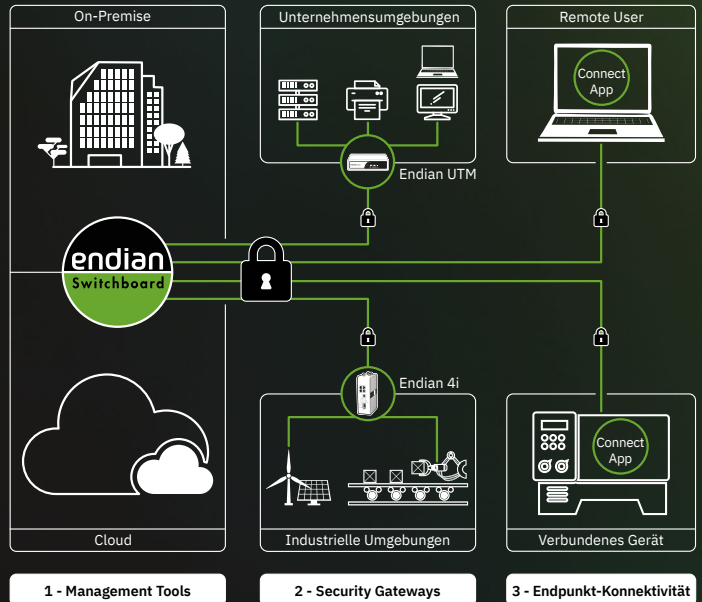 On-Premise
Unternehmensumgebungen
Remote User
Connect
App
Endian UTM
endian
Switchboard
Endian 4i
Connect
App
Cloud
Industrielle Umgebungen
Verbundenes Gerät
1 - Management Tools
2 - Security Gateways
3 - Endpunkt-Konnektivität